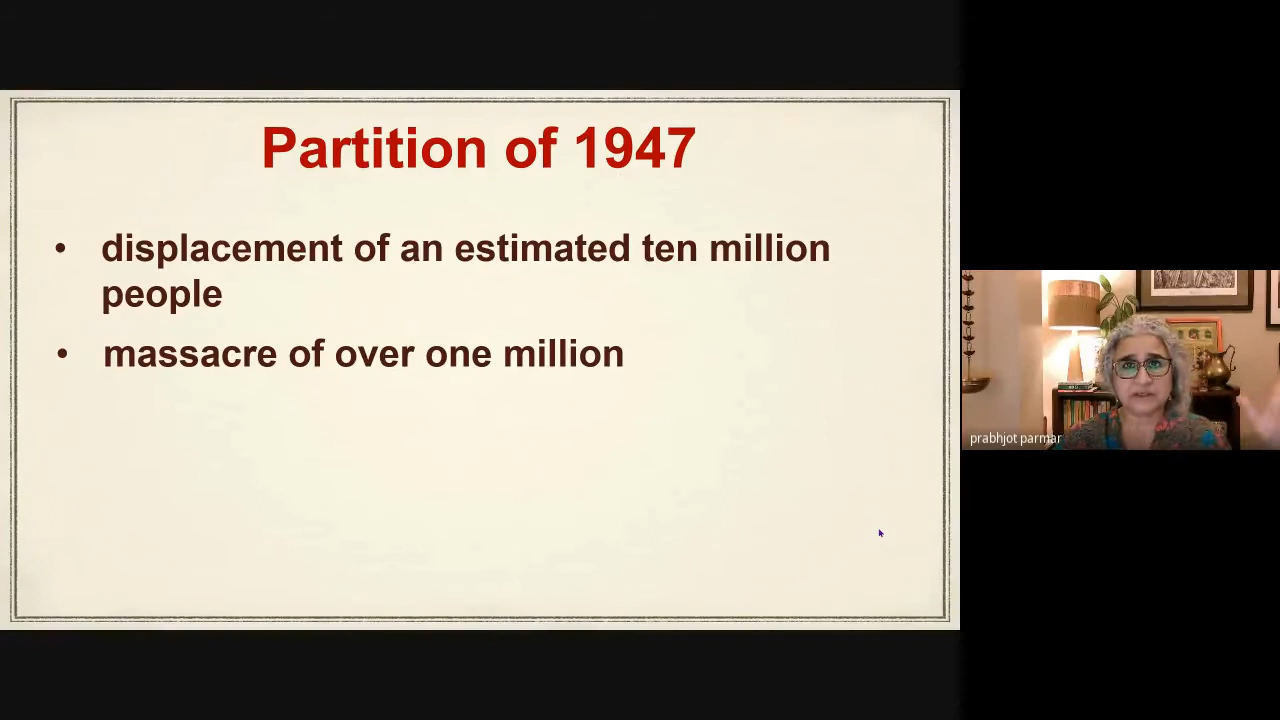 Partition of 1947
• displacement of an estimated ten million
people
• massacre of over one million
prabhjot parmar